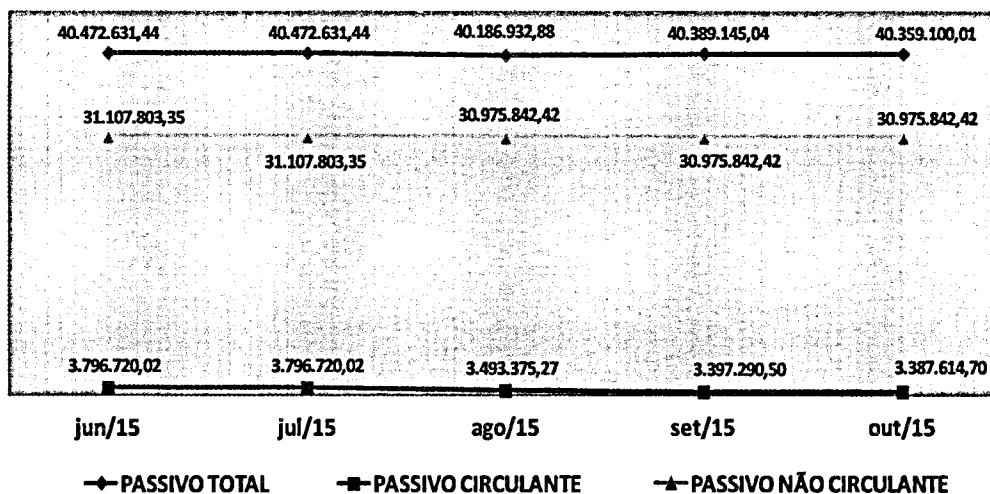 40.472.631,44 40.472.631,44 40.186.932,88 40.389.145,04 40.359.100,01
31.107.803,35 30.975.842,42 30.975.842,42
31.107.803,35 30.975.842,42
3.796.720,02 3.796.720,02 3.493.375,27 3.397.290,50 3.387.614,70
jun/15 jul/15 ago/15 set/15 out/15
PASSIVO TOTAL PASSIVO CIRCULANTE PASSIVO NÃO CIRCULANTE